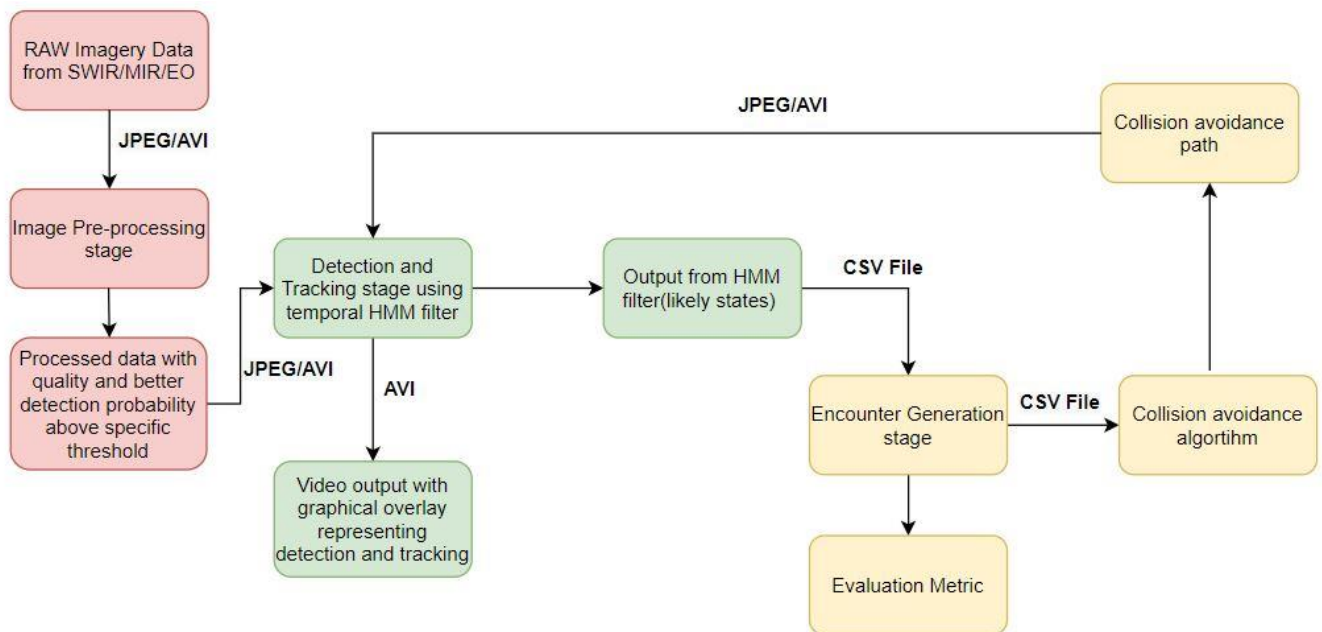 RAW Imagery Data
from SWIR/MIR/EO
JPEG/AVI
Image Pre-processing
stage
Processed data with
quality and better
detection probability
above specific
threshold
JPEG/AVI
Detection and
Tracking stage using
temporal HMM filter
AVI
Video output with
graphical overlay
representing
detection and tracking
Output from HMM
filter(likely states)
CSV File
Encounter Generation
stage
Evaluation Metric
CSV File
Collision avoidance
algortihm
Collision avoidance
path
JPEG/AVI